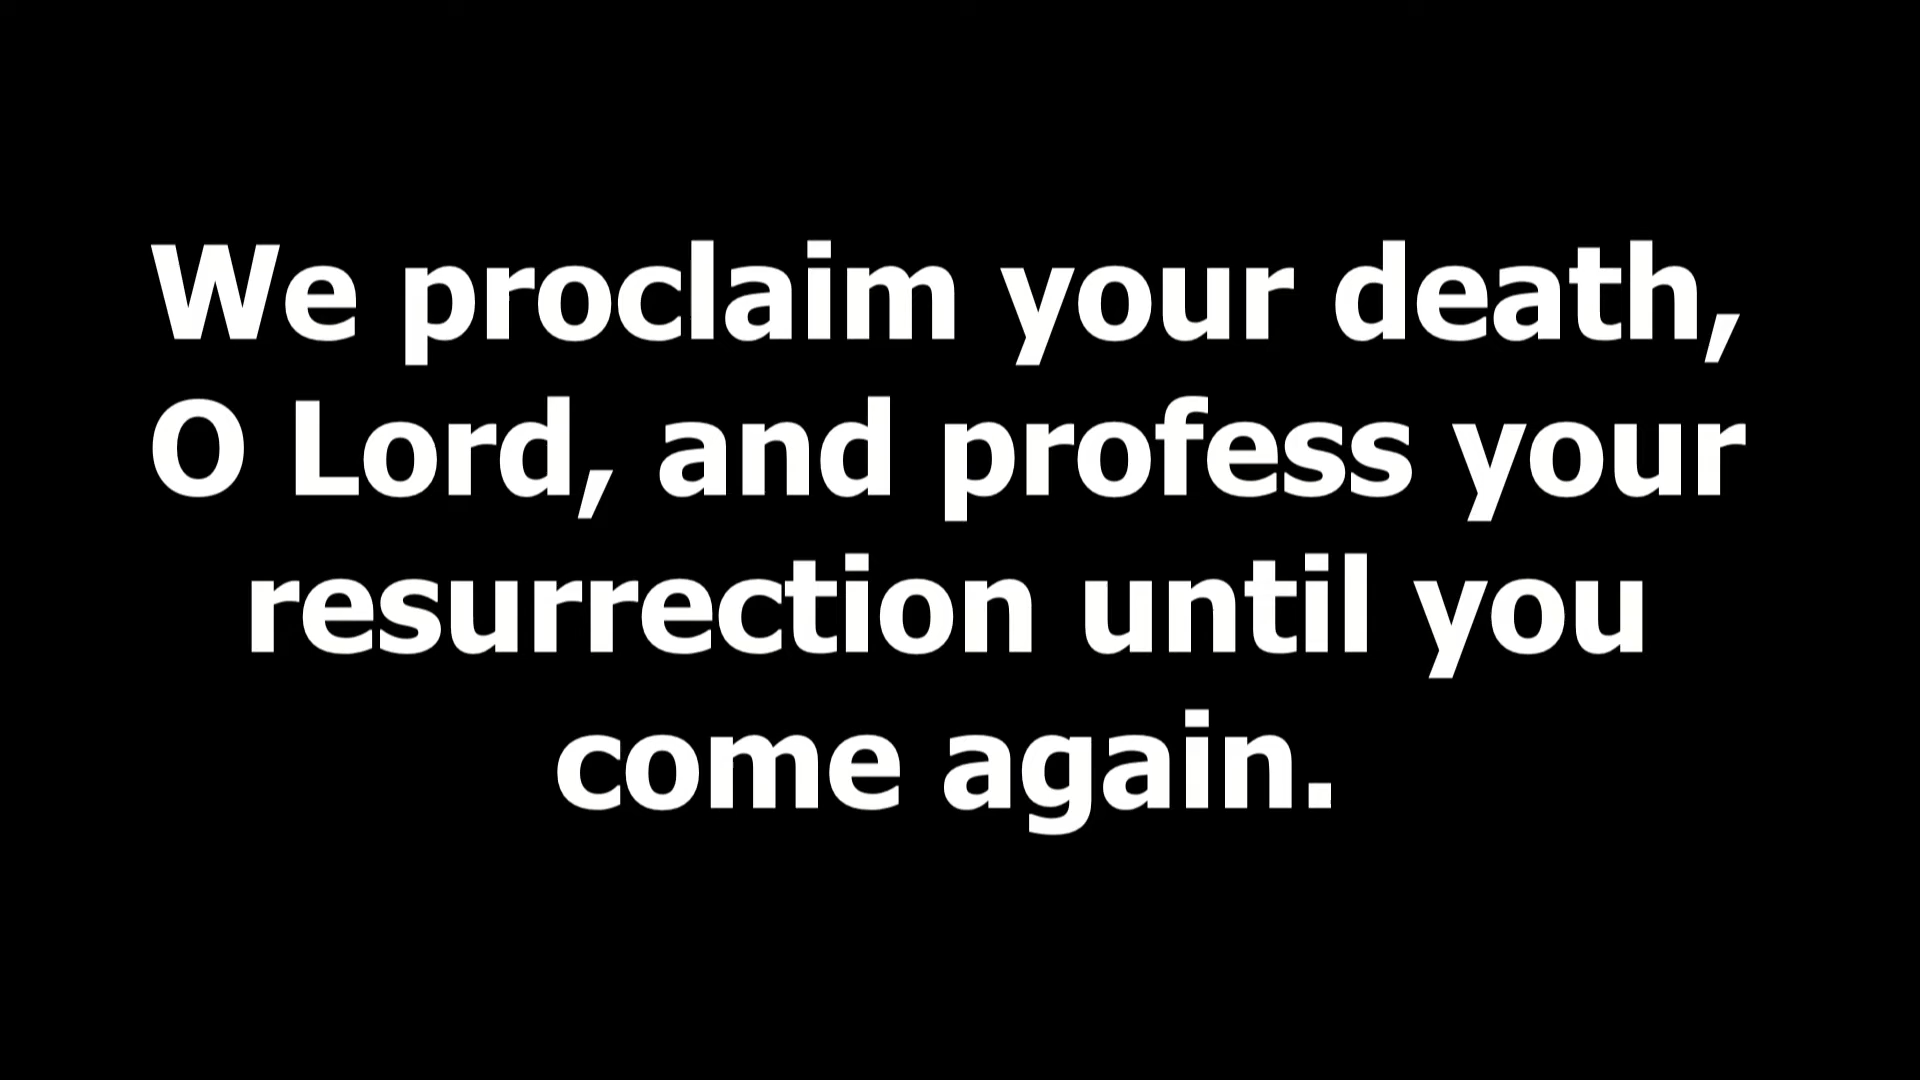 We proclaim your death,
O Lord, and profess your
resurrection until you
come again.